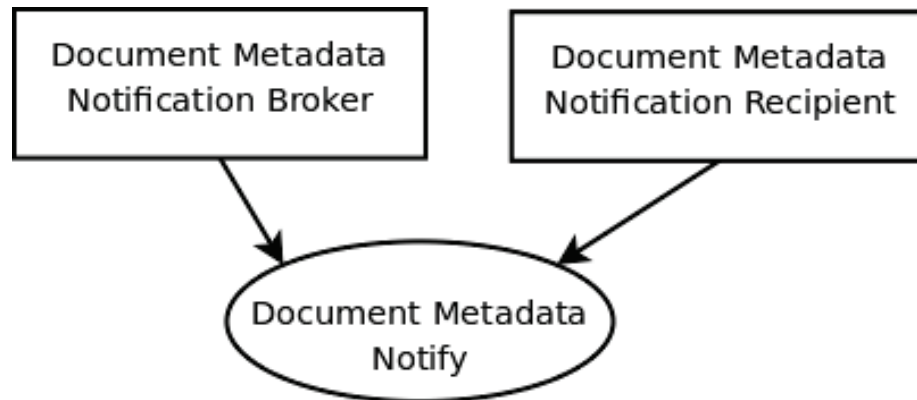 Document Metadata
Notification Broker
Document Metadata
Notification Recipient
Document Metadata
Notify